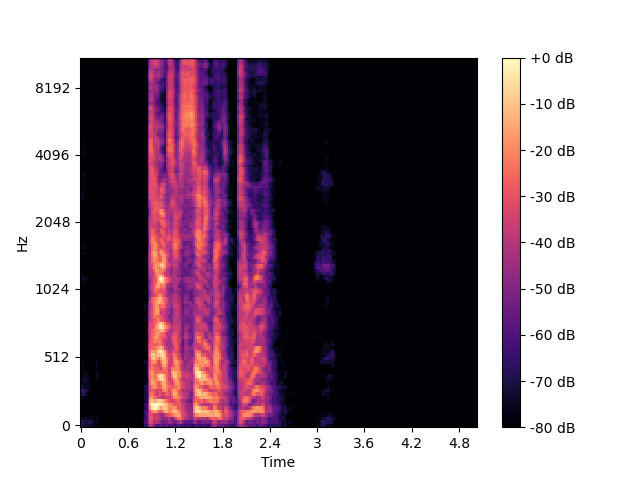 +0 dB
8192
-10 dB
4096
-20 dB
-30 dB
2048
Hz
-40 dB
1024
-50 dB
-60 dB
512
-70 dB
0
-80 dB
0 0.6 1.2 1.8 2.4 3 3.6 4.2 4.8
Time